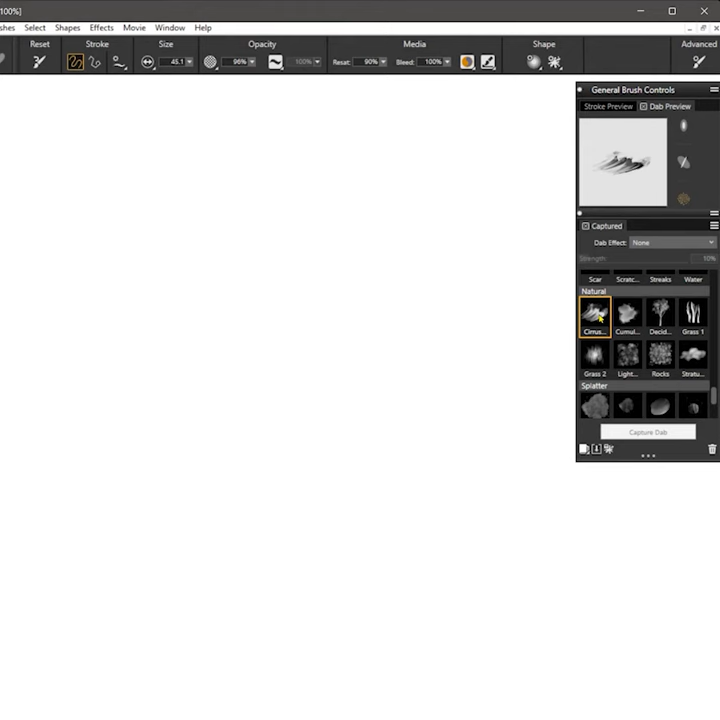 100%]
shes Select Shapes Effects Movie Window Help
Reset Stroke Size Opacity Media Shape Advanced
45.1 96% 100% Reset: 90% Bleed: 100%
General Brush Controls
Stroke Preview Dab Preview
Captured
Dab Effect: None
Strength: 10%
Scar Scratc... Streaks Water
Natural
Cirrus... Cumul... Decid... Grass 1
Grass 2 Light... Rocks Stratu...
Splatter
Capture Dab